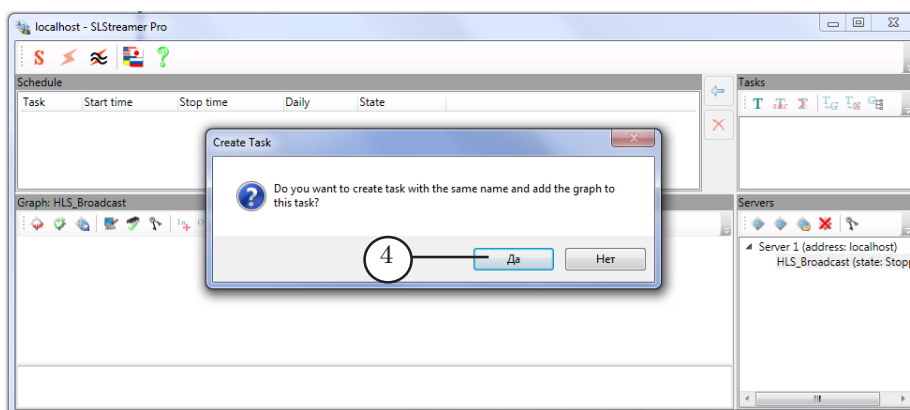 localhost - SLStreamer Pro
Schedule
Tasks
Task Start time Stop time Daily State
Create Task
Do you want to create task with the same name and add the graph to
this task?
Graph: HLS_Broadcast
Servers
Server 1 (address: localhost)
HLS_Broadcast (state: Stopp
4
Да
Нет